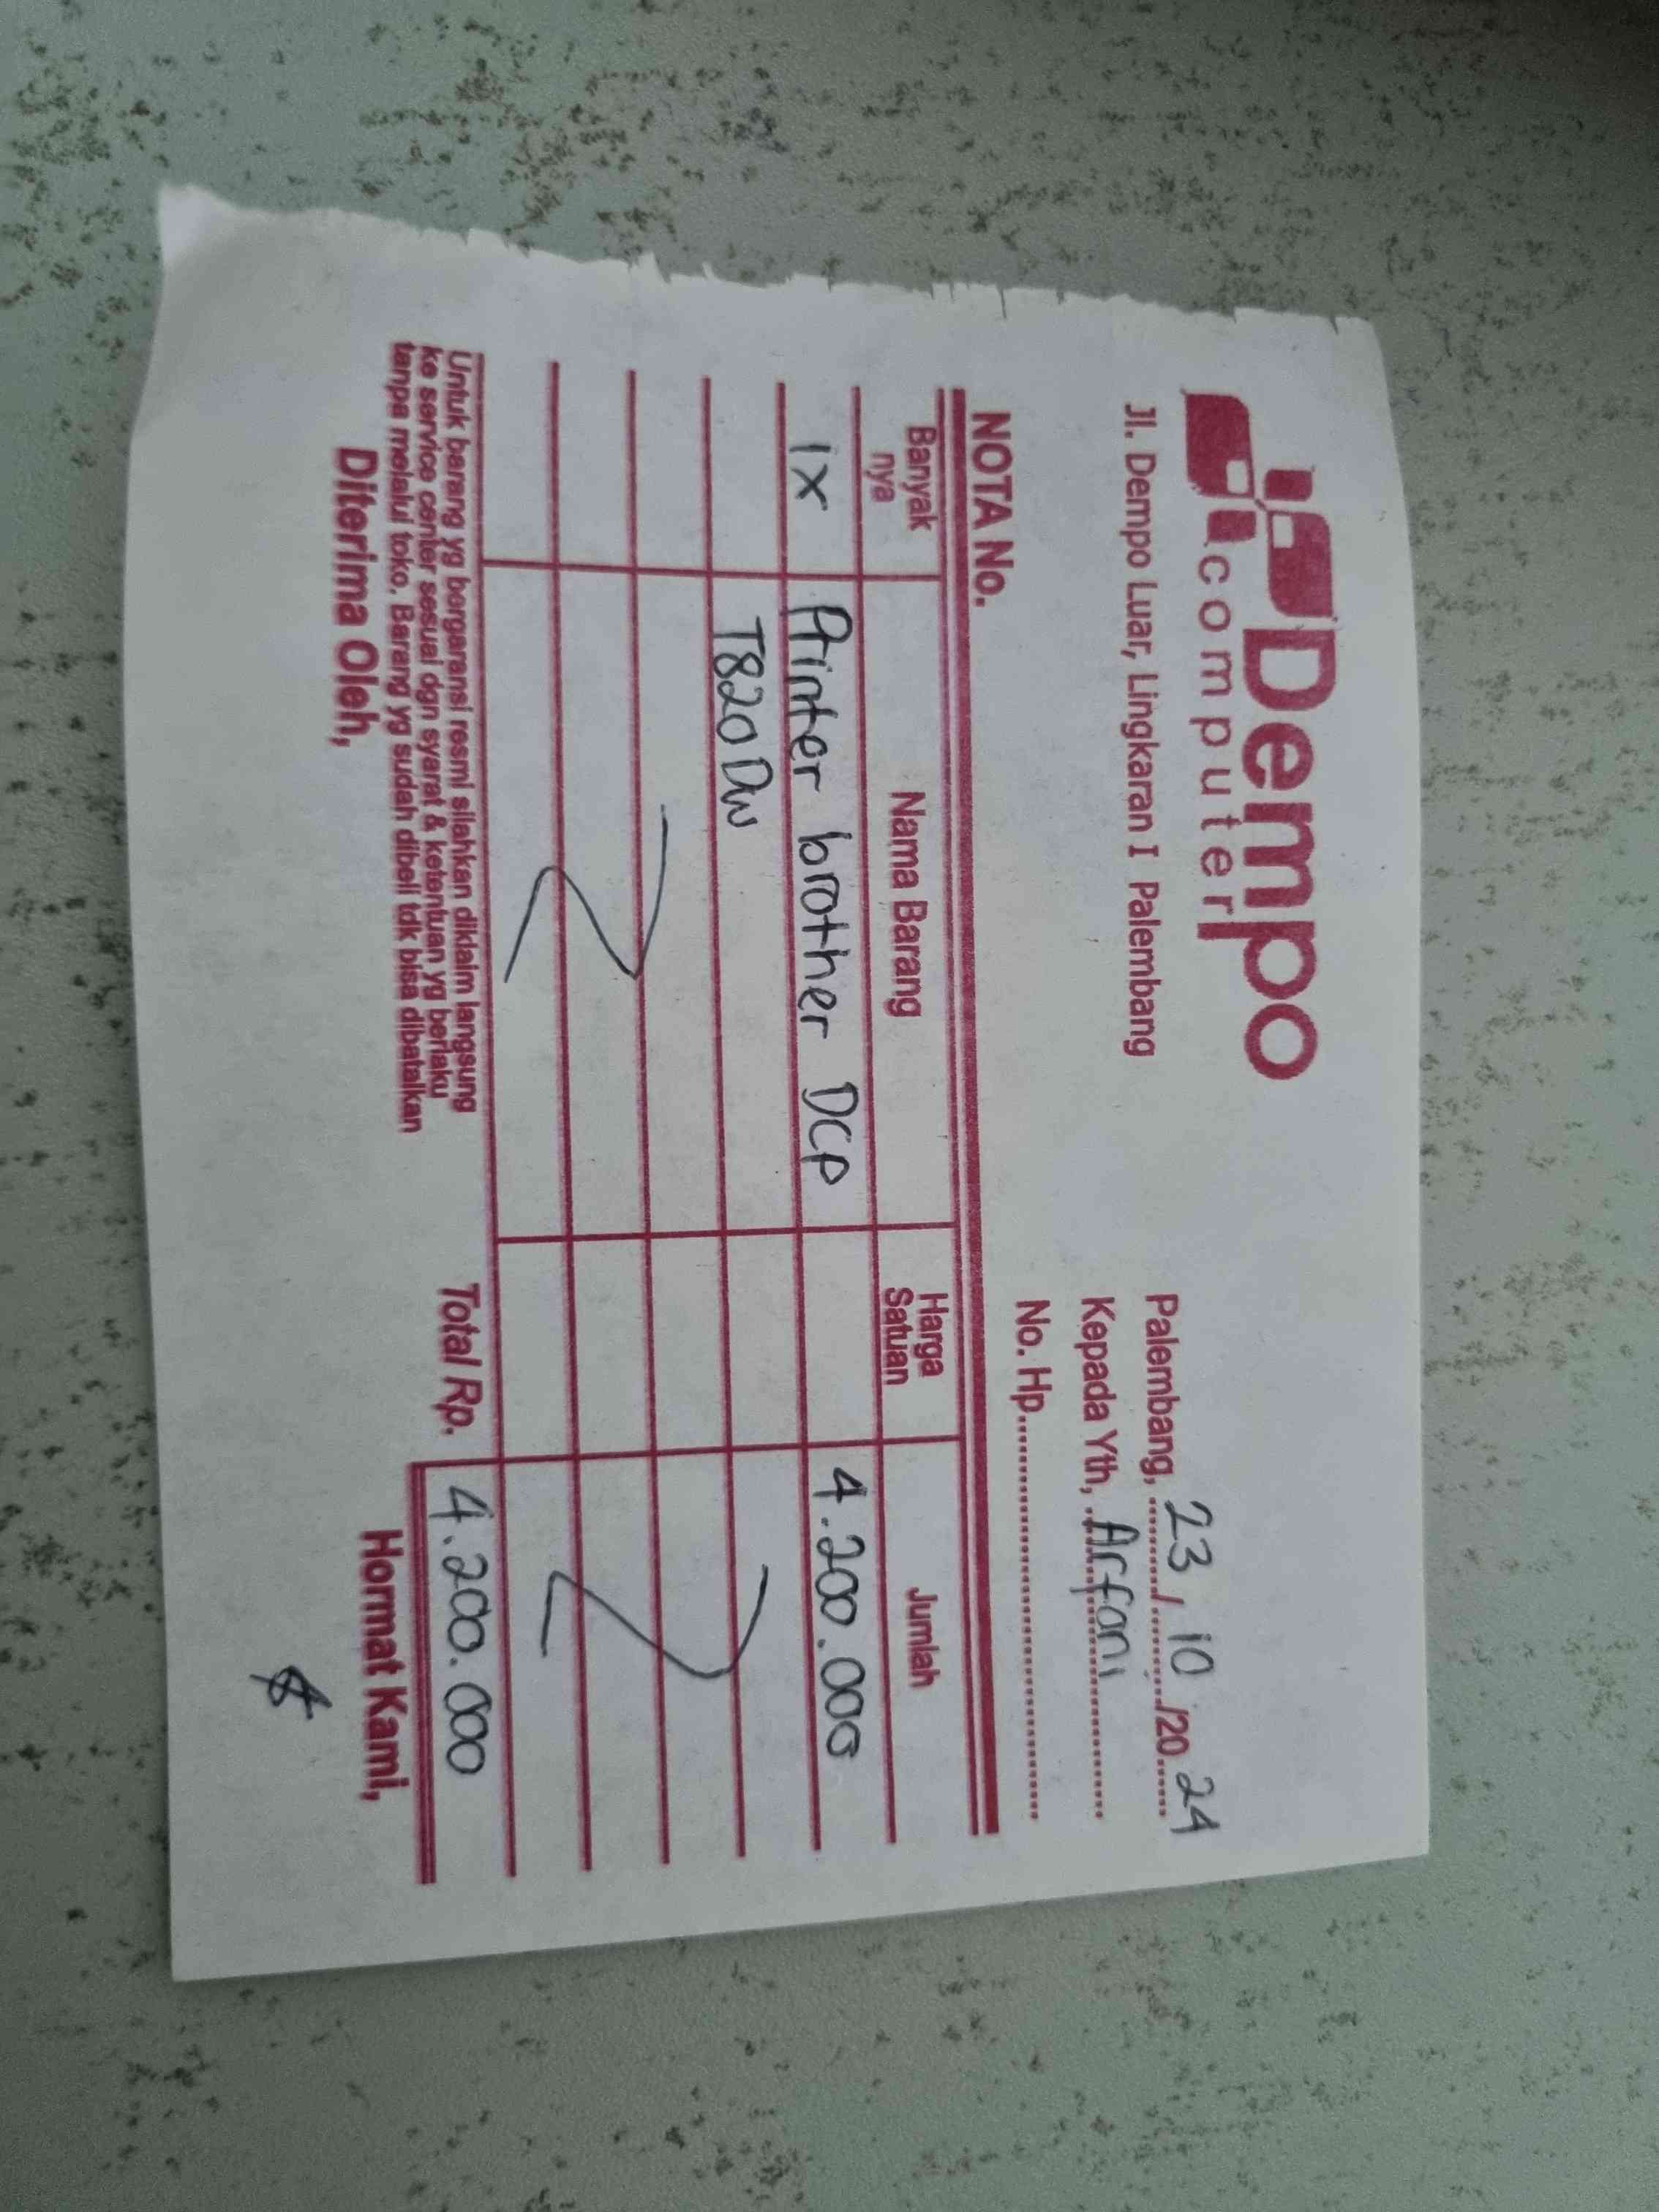 Dempo
computer
Jl. Dempo Luar, Lingkaran I Palembang
Palembang, 23 / 10 /20 24
Kepada Yth, Arfani
No. Hp.
NOTA No.
Banyak nya Nama Barang Harga Satuan Jumlah
1x Printer brother DCP 4.200.000
T820DW
Total Rp. 4.200.000
Untuk barang yg bergaransi resmi silahkan diklaim langsung
ke service center sesuai dgn syarat & ketentuan yg berlaku
tanpa melalui toko. Barang yg sudah dibeli tdk bisa dibatalkan
Diterima Oleh, Hormat Kami,